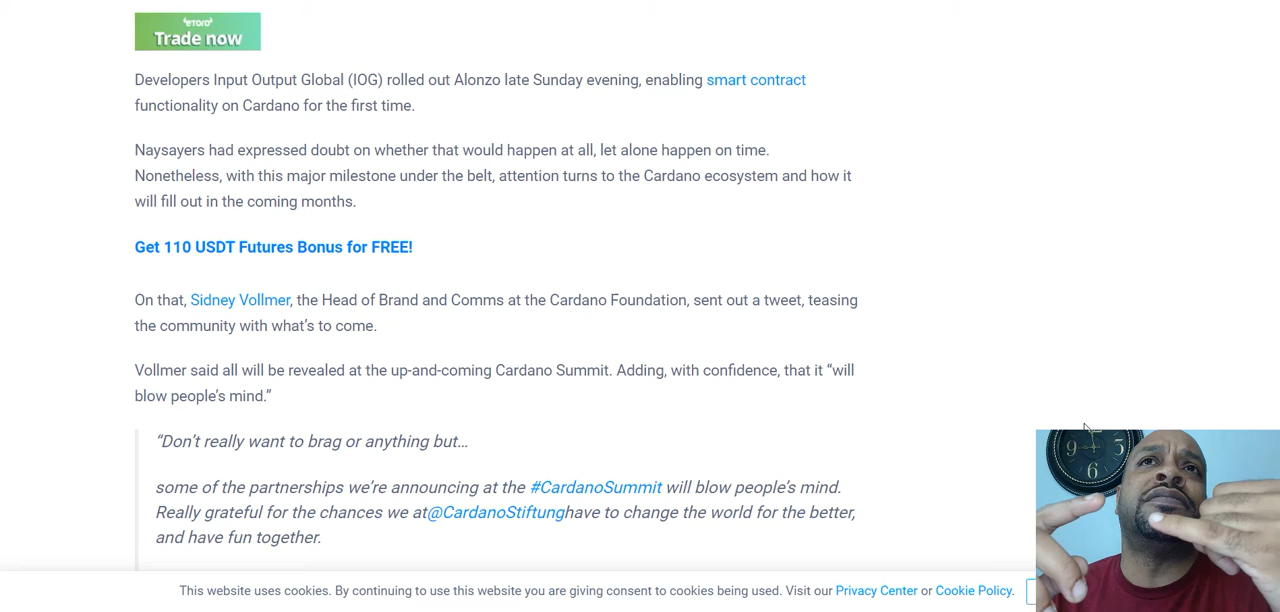 eToro
Trade now
Developers Input Output Global (IOG) rolled out Alonzo late Sunday evening, enabling smart contract
functionality on Cardano for the first time.
Naysayers had expressed doubt on whether that would happen at all, let alone happen on time.
Nonetheless, with this major milestone under the belt, attention turns to the Cardano ecosystem and how it
will fill out in the coming months.
Get 110 USDT Futures Bonus for FREE!
On that, Sidney Vollmer, the Head of Brand and Comms at the Cardano Foundation, sent out a tweet, teasing
the community with what’s to come.
Vollmer said all will be revealed at the up-and-coming Cardano Summit. Adding, with confidence, that it “will
blow people’s mind.”
“Don’t really want to brag or anything but…
some of the partnerships we’re announcing at the #CardanoSummit will blow people’s mind.
Really grateful for the chances we at@CardanoStiftunghave to change the world for the better,
and have fun together.
This website uses cookies. By continuing to use this website you are giving consent to cookies being used. Visit our Privacy Center or Cookie Policy.
9 3
6